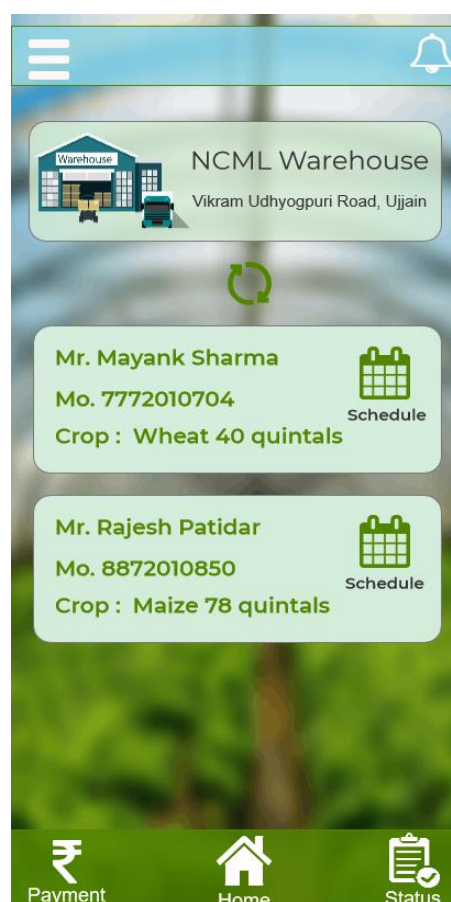 Warehouse
NCML Warehouse
Vikram Udhyogpuri Road, Ujjain
Mr. Mayank Sharma
Mo. 7772010704
Schedule
Crop : Wheat 40 quintals
Mr. Rajesh Patidar
Mo. 8872010850
Schedule
Crop : Maize 78 quintals
₹
Payment
Home
Status